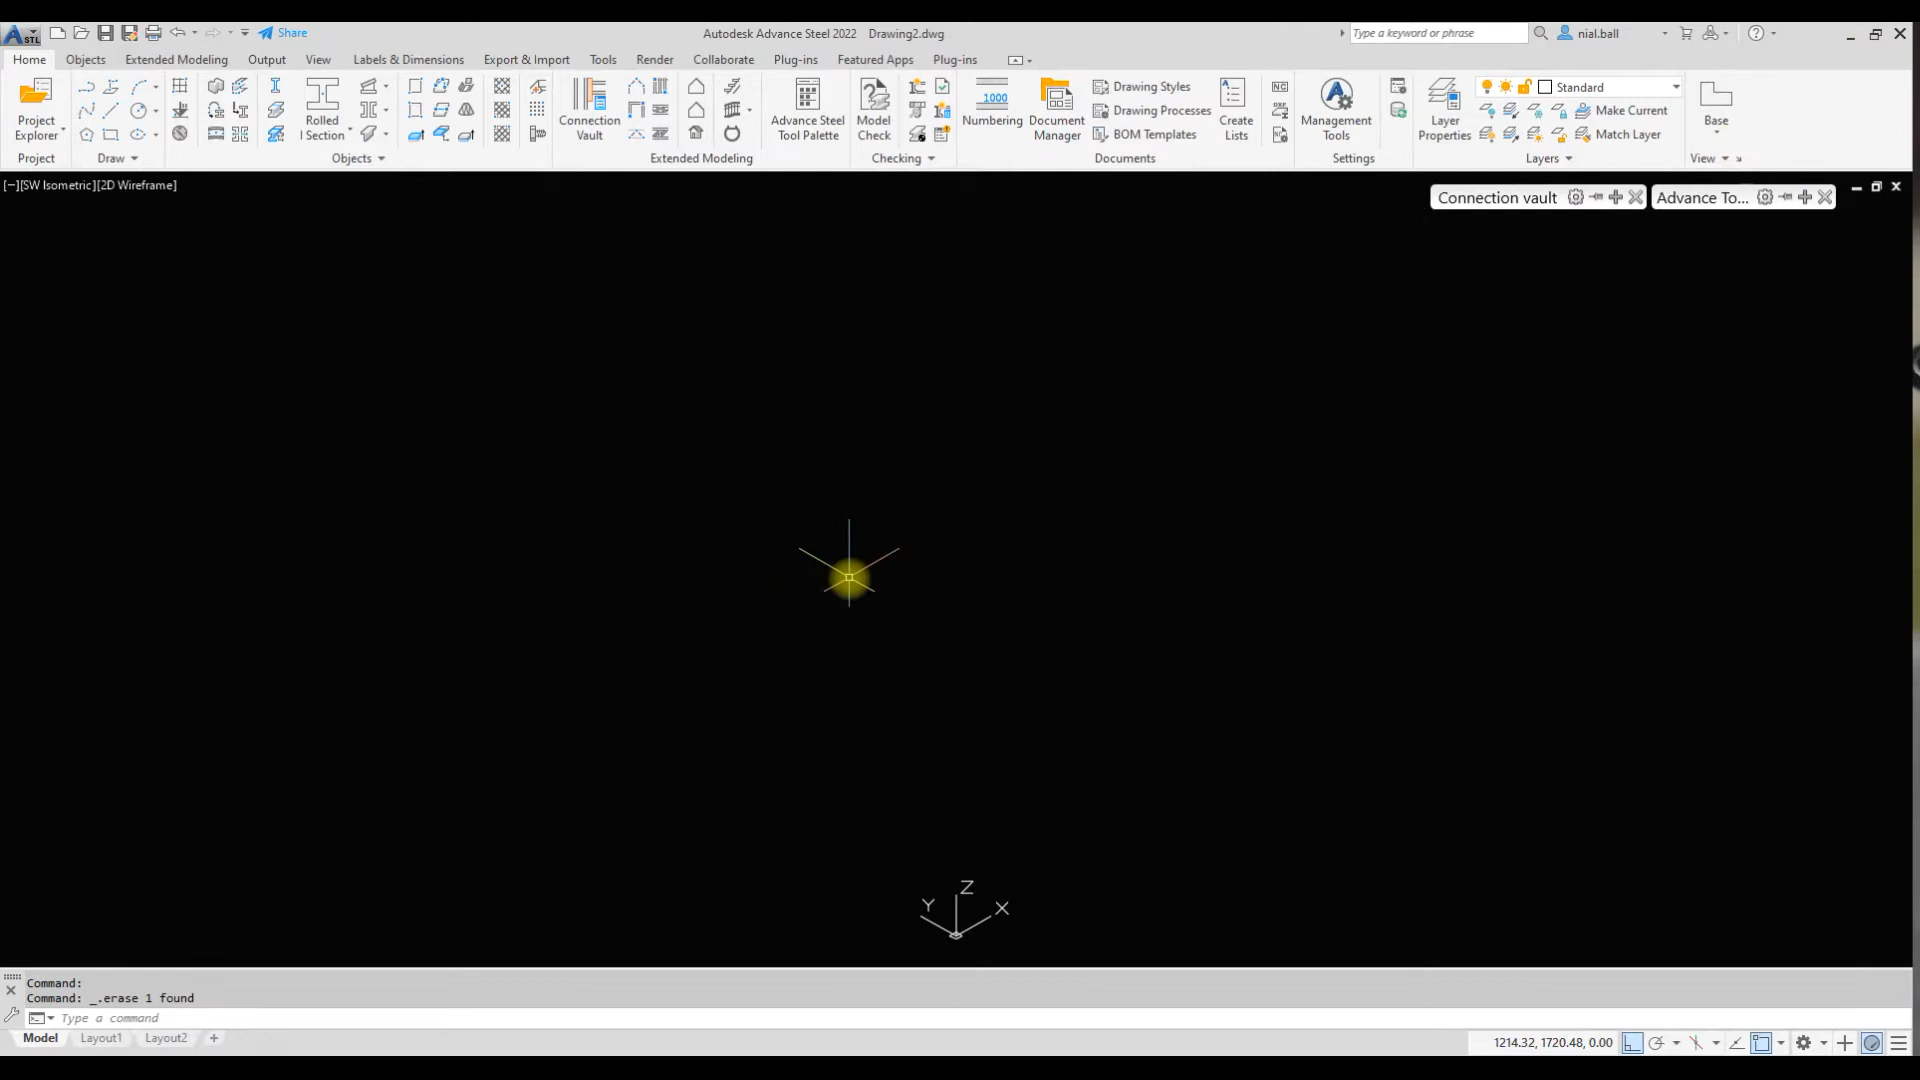 STL
Share
Autodesk Advance Steel 2022 Drawing2.dwg
Type a keyword or phrase
nial.ball
Home Objects Extended Modeling Output View Labels & Dimensions Export & Import Tools Render Collaborate Plug-ins Featured Apps Plug-ins
Project
Explorer
Project
Draw
Rolled
I Section
Objects
Connection
Vault
Extended Modeling
Advance Steel
Tool Palette
Model
Check
Checking
1000
Numbering
Document
Manager
Drawing Styles
Drawing Processes
BOM Templates
Create
Lists
Documents
NC
DXF
NC
Management
Tools
Settings
Layer
Properties
Standard
Make Current
Match Layer
Layers
Base
View
[−][SW Isometric][2D Wireframe]
Connection vault
Advance To...
Z
Y
X
Command:
Command: _.erase 1 found
Type a command
Model Layout1 Layout2
1214.32, 1720.48, 0.00